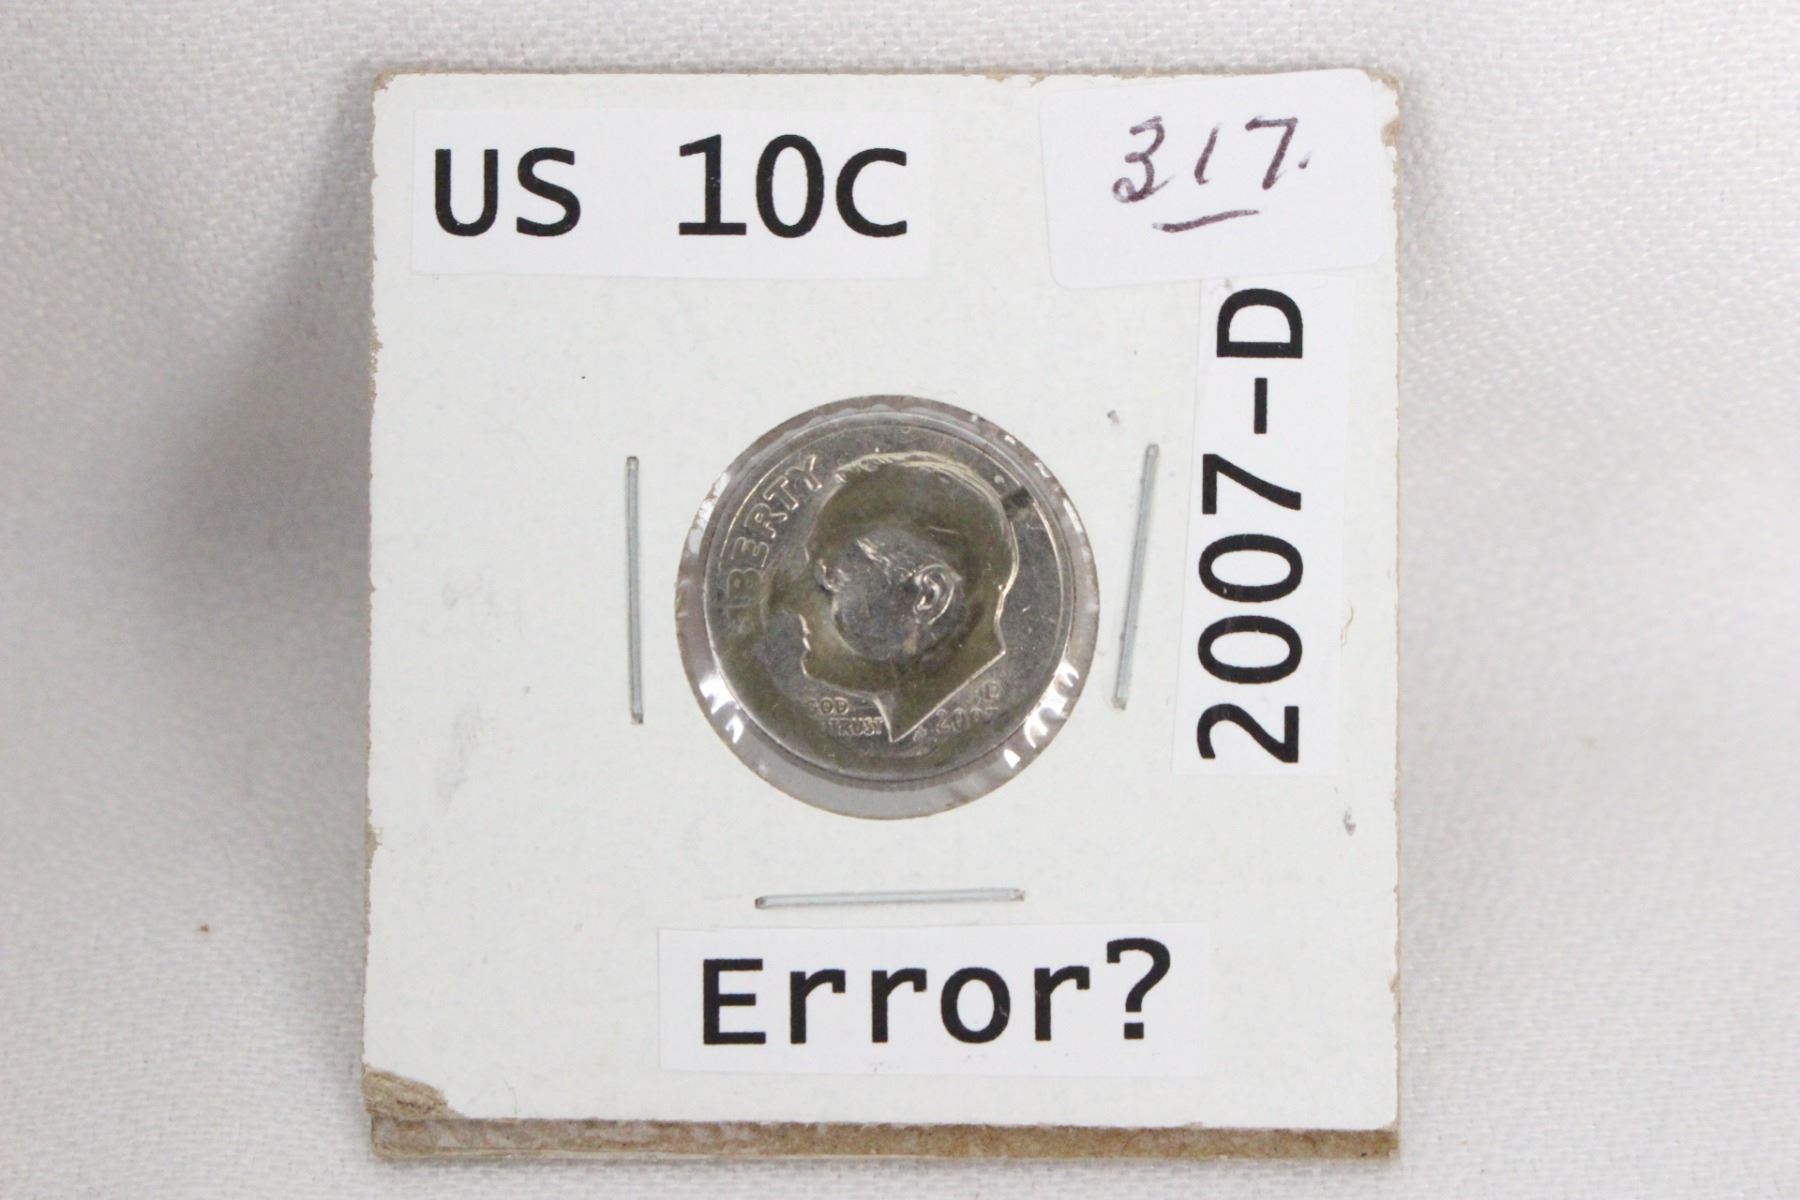 US 10C
317.
2007-D
LIBERTY
GOD
TRUST
D
2007
Error?